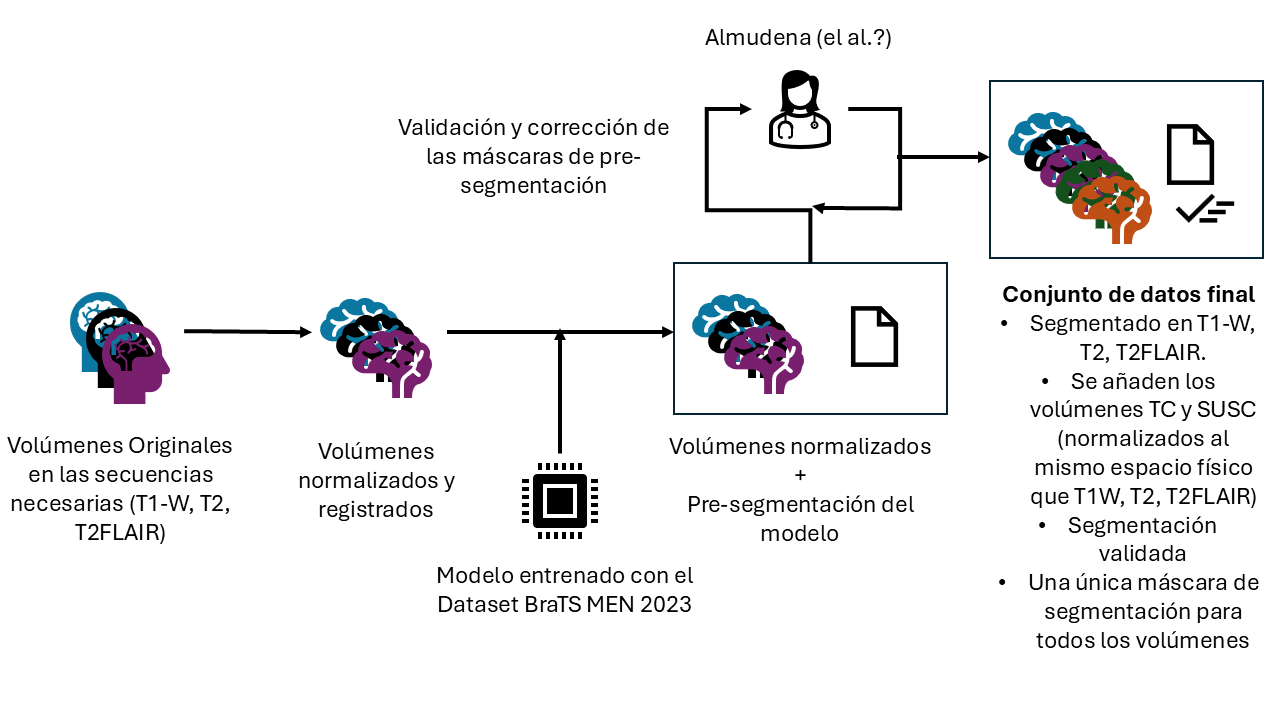 Almudena (el al.?)
Validación y corrección de
las máscaras de pre-
segmentación
Volúmenes Originales
en las secuencias
necesarias (T1-W, T2,
T2FLAIR)
Volúmenes
normalizados y
registrados
Modelo entrenado con el
Dataset BraTS MEN 2023
Volúmenes normalizados
+
Pre-segmentación del
modelo
Conjunto de datos final
• Segmentado en T1-W,
T2, T2FLAIR.
• Se añaden los
volúmenes TC y SUSC
(normalizados al
mismo espacio físico
que T1W, T2, T2FLAIR)
• Segmentación
validada
• Una única máscara de
segmentación para
todos los volúmenes